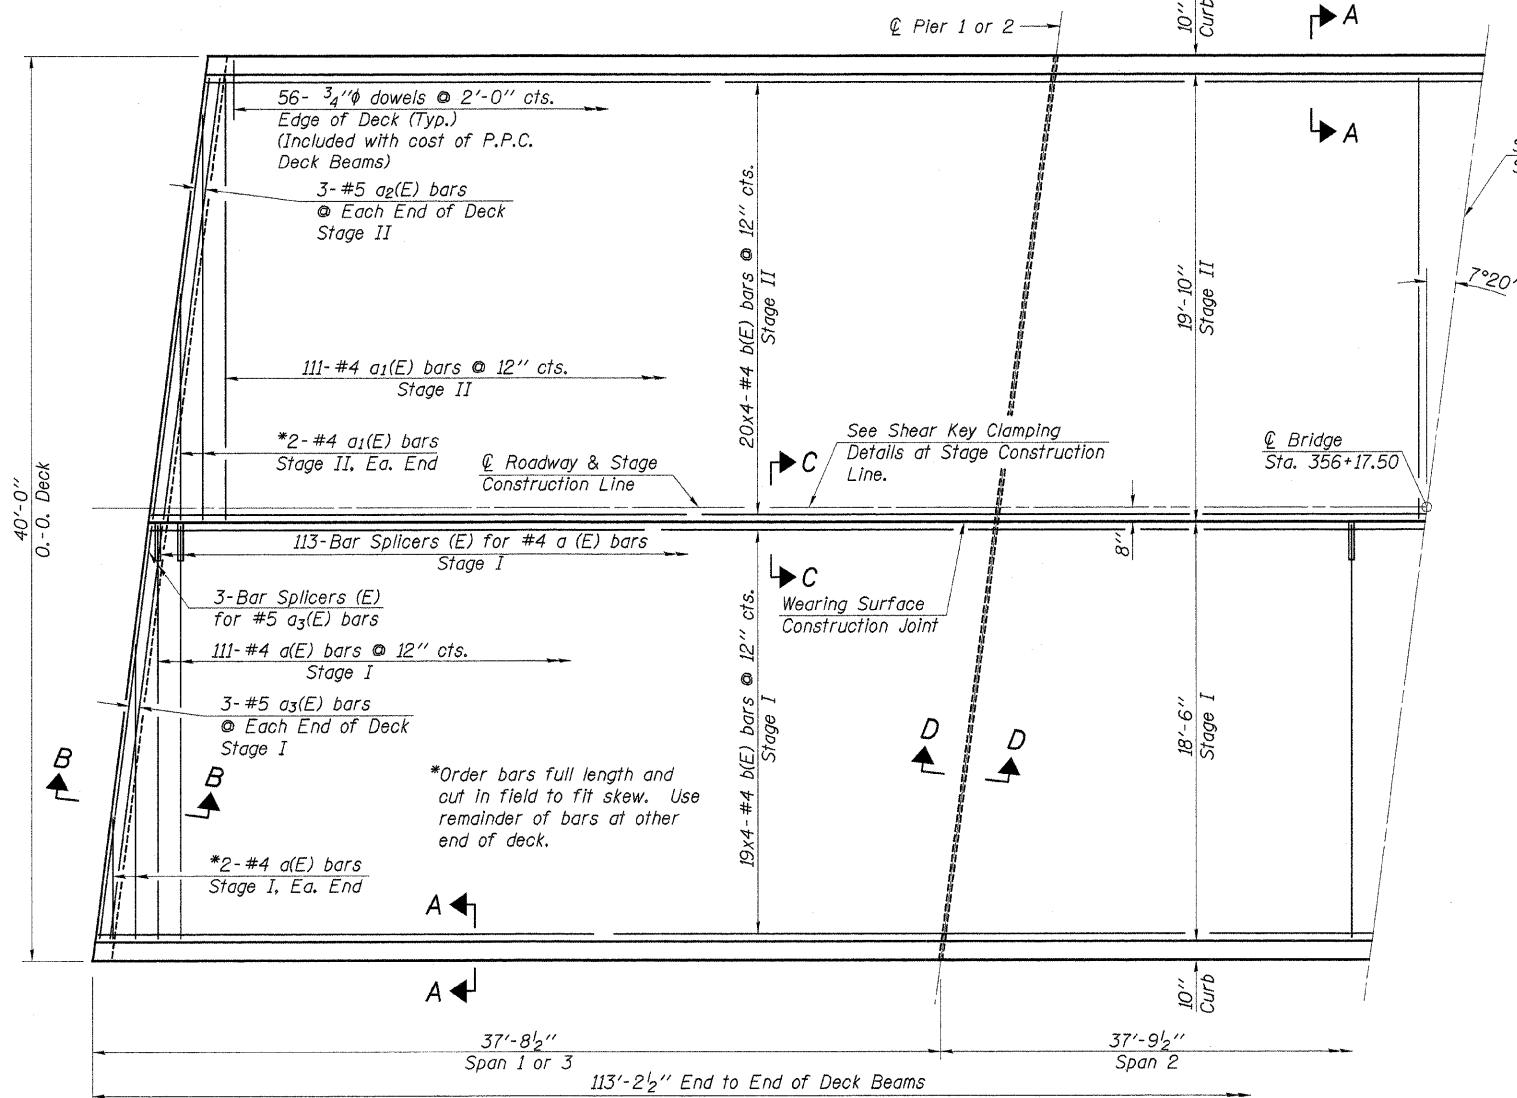 ℄ Pier 1 or 2
10" Curb
A
A
56- 3/4"ϕ dowels @ 2'-0" cts.
Edge of Deck (Typ.)
(Included with cost of P.P.C.
Deck Beams)
3-#5 a2(E) bars
@ Each End of Deck
Stage II
20x4-#4 b(E) bars @ 12" cts.
Stage II
19'-10"
Stage II
7°20'
111-#4 a1(E) bars @ 12" cts.
Stage II
*2-#4 a1(E) bars
Stage II, Ea. End
℄ Roadway & Stage
Construction Line
See Shear Key Clamping
Details at Stage Construction
Line.
℄ Bridge
Sta. 356+17.50
C
40'-0"
O.-O. Deck
113-Bar Splicers (E) for #4 a (E) bars
Stage I
8"
C
3-Bar Splicers (E)
for #5 a3(E) bars
Wearing Surface
Construction Joint
111-#4 a(E) bars @ 12" cts.
Stage I
19x4-#4 b(E) bars @ 12" cts.
Stage I
18'-6"
Stage I
3-#5 a3(E) bars
@ Each End of Deck
Stage I
B
B
D
D
*Order bars full length and
cut in field to fit skew. Use
remainder of bars at other
end of deck.
*2-#4 a(E) bars
Stage I, Ea. End
A
A
10"
Curb
37'-8 1/2"
Span 1 or 3
37'-9 1/2"
Span 2
113'-2 1/2" End to End of Deck Beams